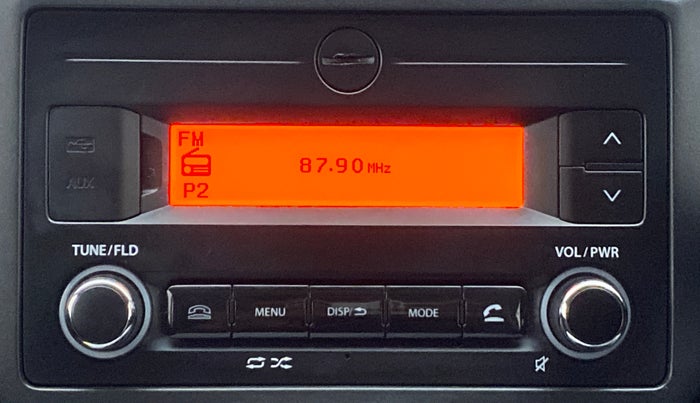 FM
87.90 MHz
P2
AUX
TUNE/FLD
VOL/PWR
MENU
DISP/
MODE